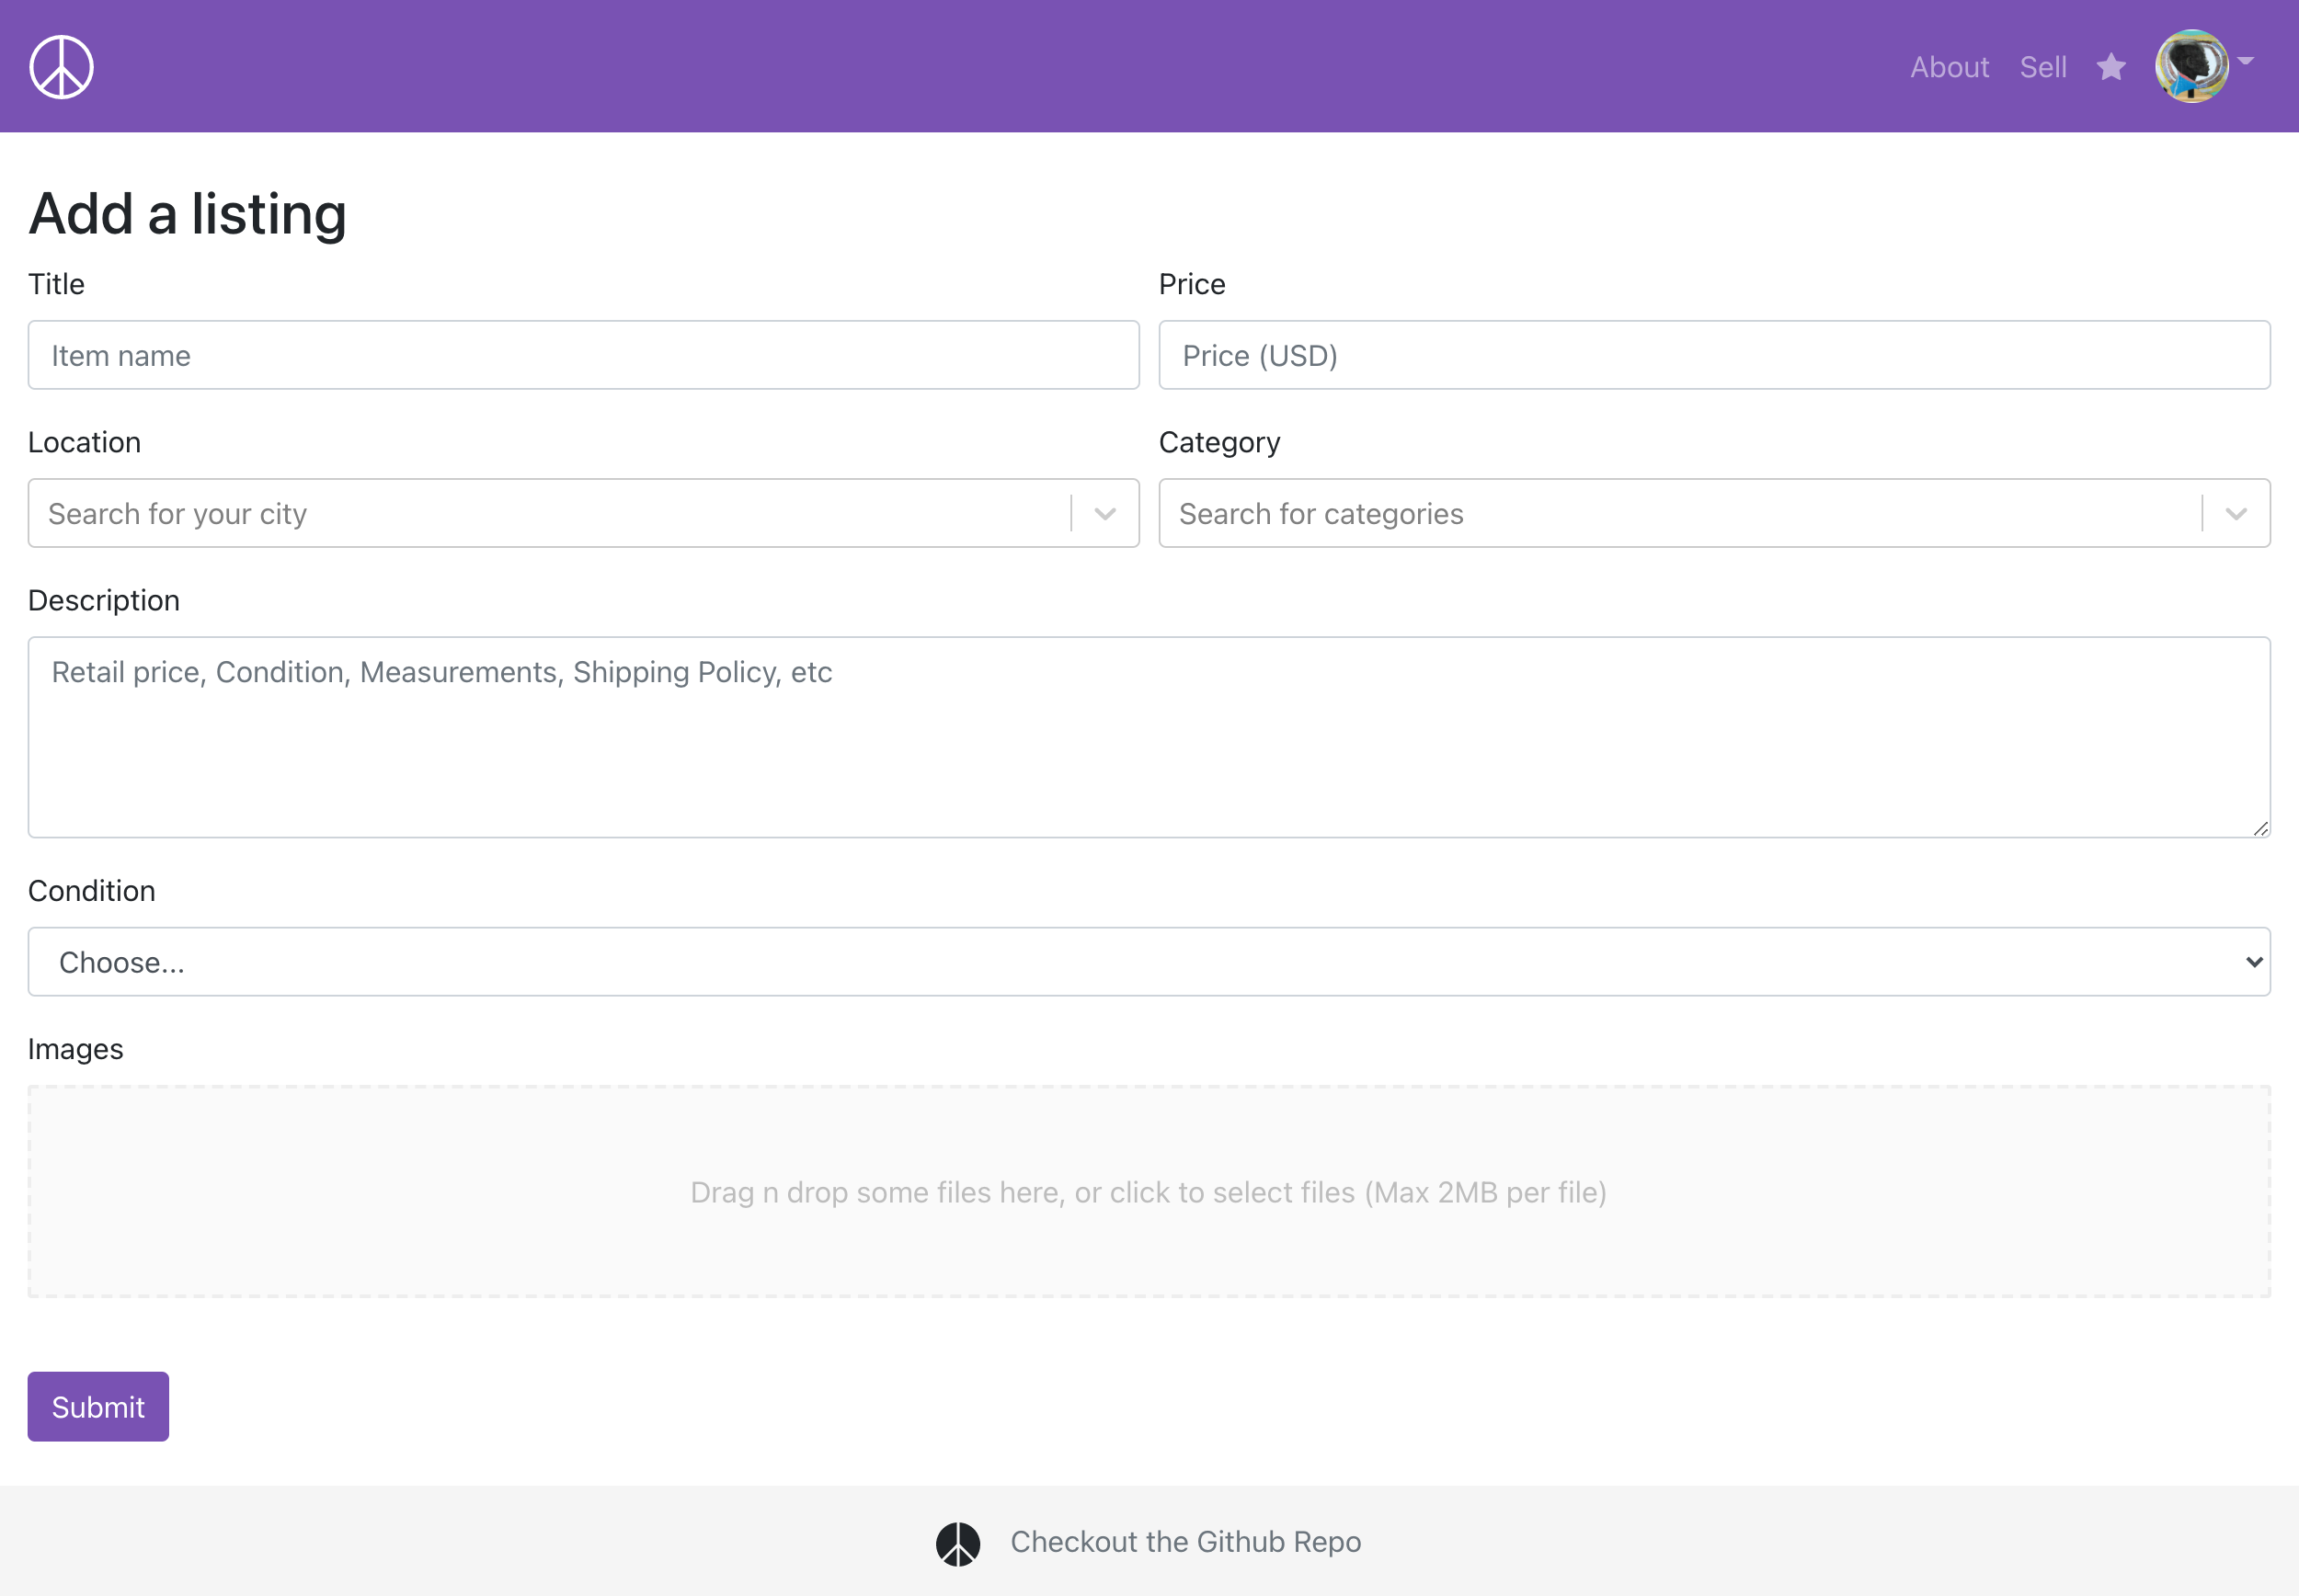 About Sell
Add a listing
Title
Price
Item name
Price (USD)
Location
Category
Search for your city
Search for categories
Description
Retail price, Condition, Measurements, Shipping Policy, etc
Condition
Choose...
Images
Drag n drop some files here, or click to select files (Max 2MB per file)
Submit
Checkout the Github Repo